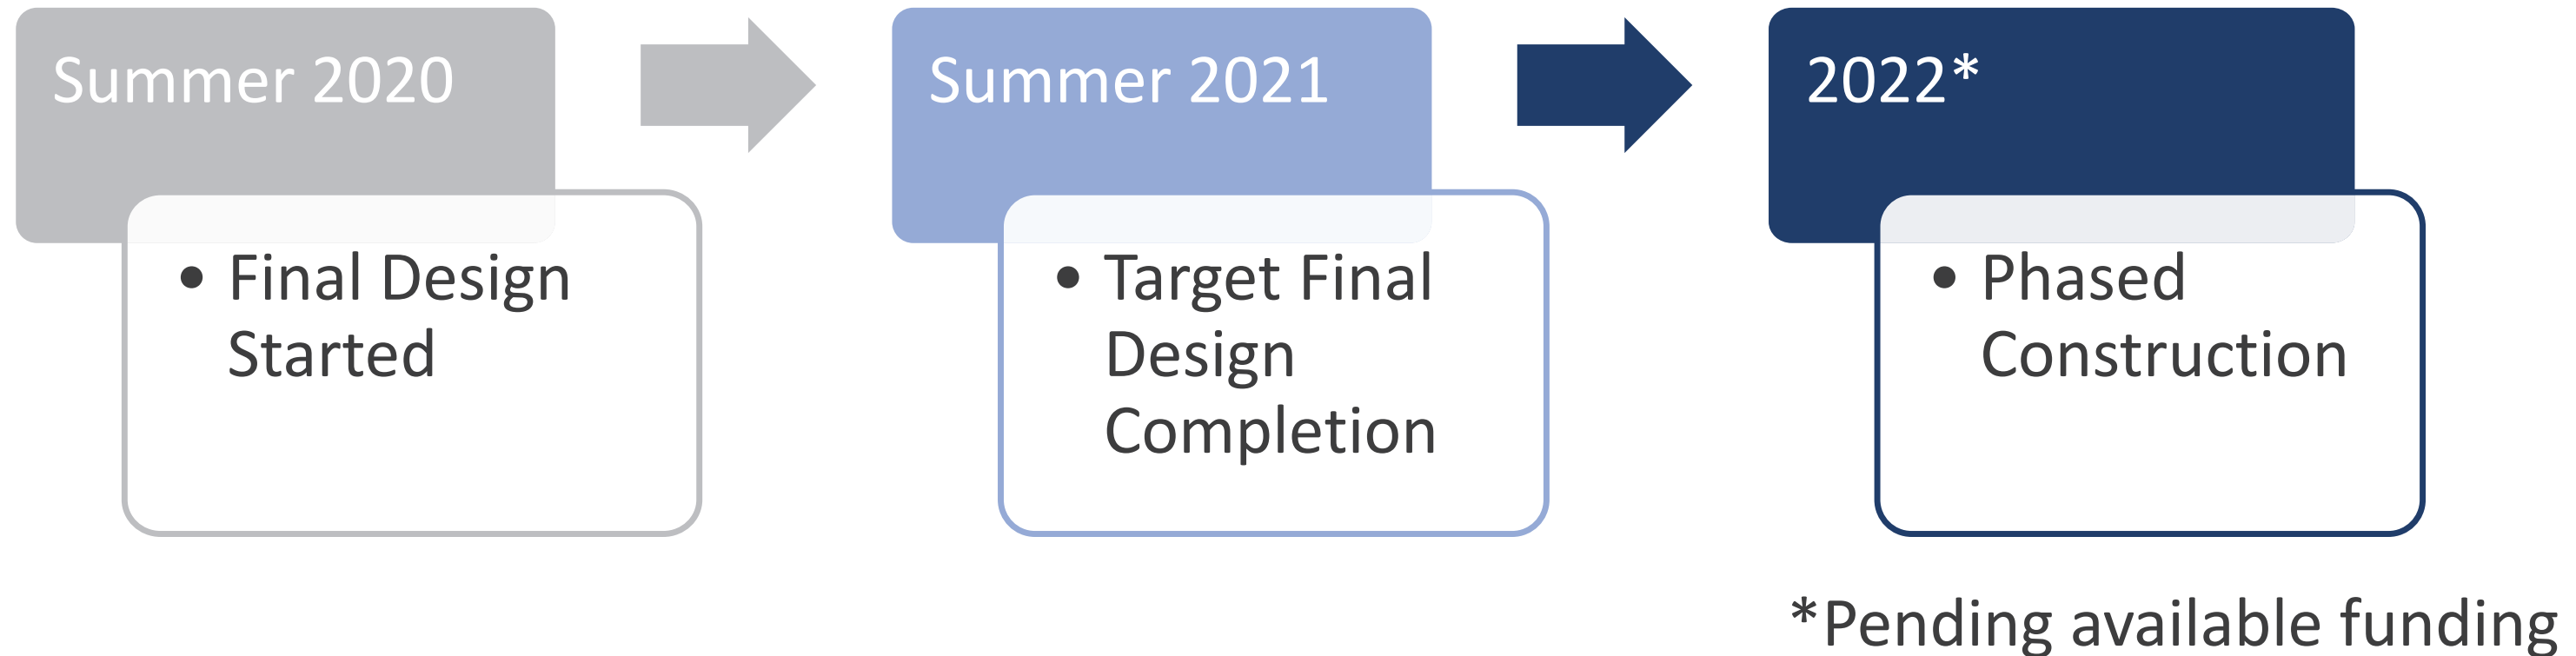 Summer 2020
• Final Design
Started
Summer 2021
• Target Final
Design
Completion
2022*
• Phased
Construction
*Pending available funding